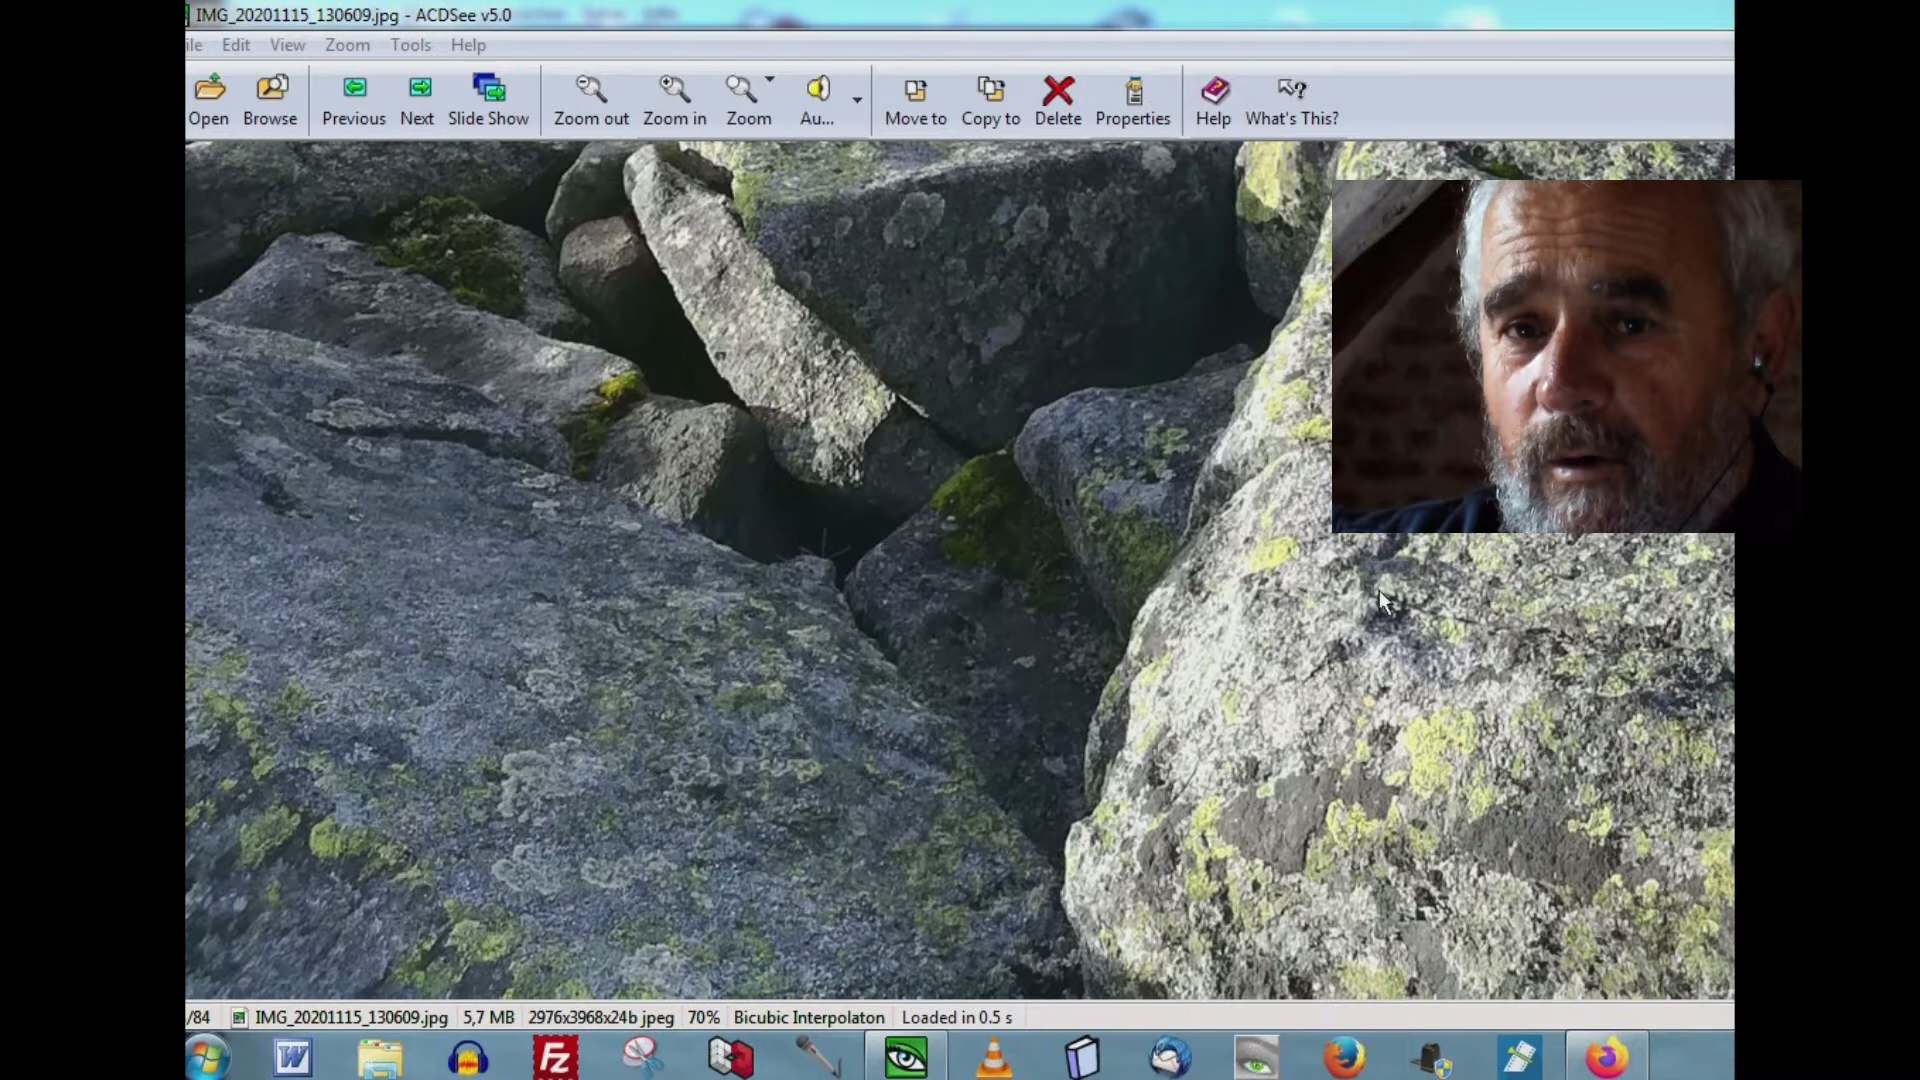 IMG_20201115_130609.jpg - ACDSee v5.0
ile Edit View Zoom Tools Help
Open Browse Previous Next Slide Show Zoom out Zoom in Zoom Au... Move to Copy to Delete Properties Help What's This?
/84 IMG_20201115_130609.jpg 5,7 MB 2976x3968x24b jpeg 70% Bicubic Interpolaton Loaded in 0.5 s
W FZ